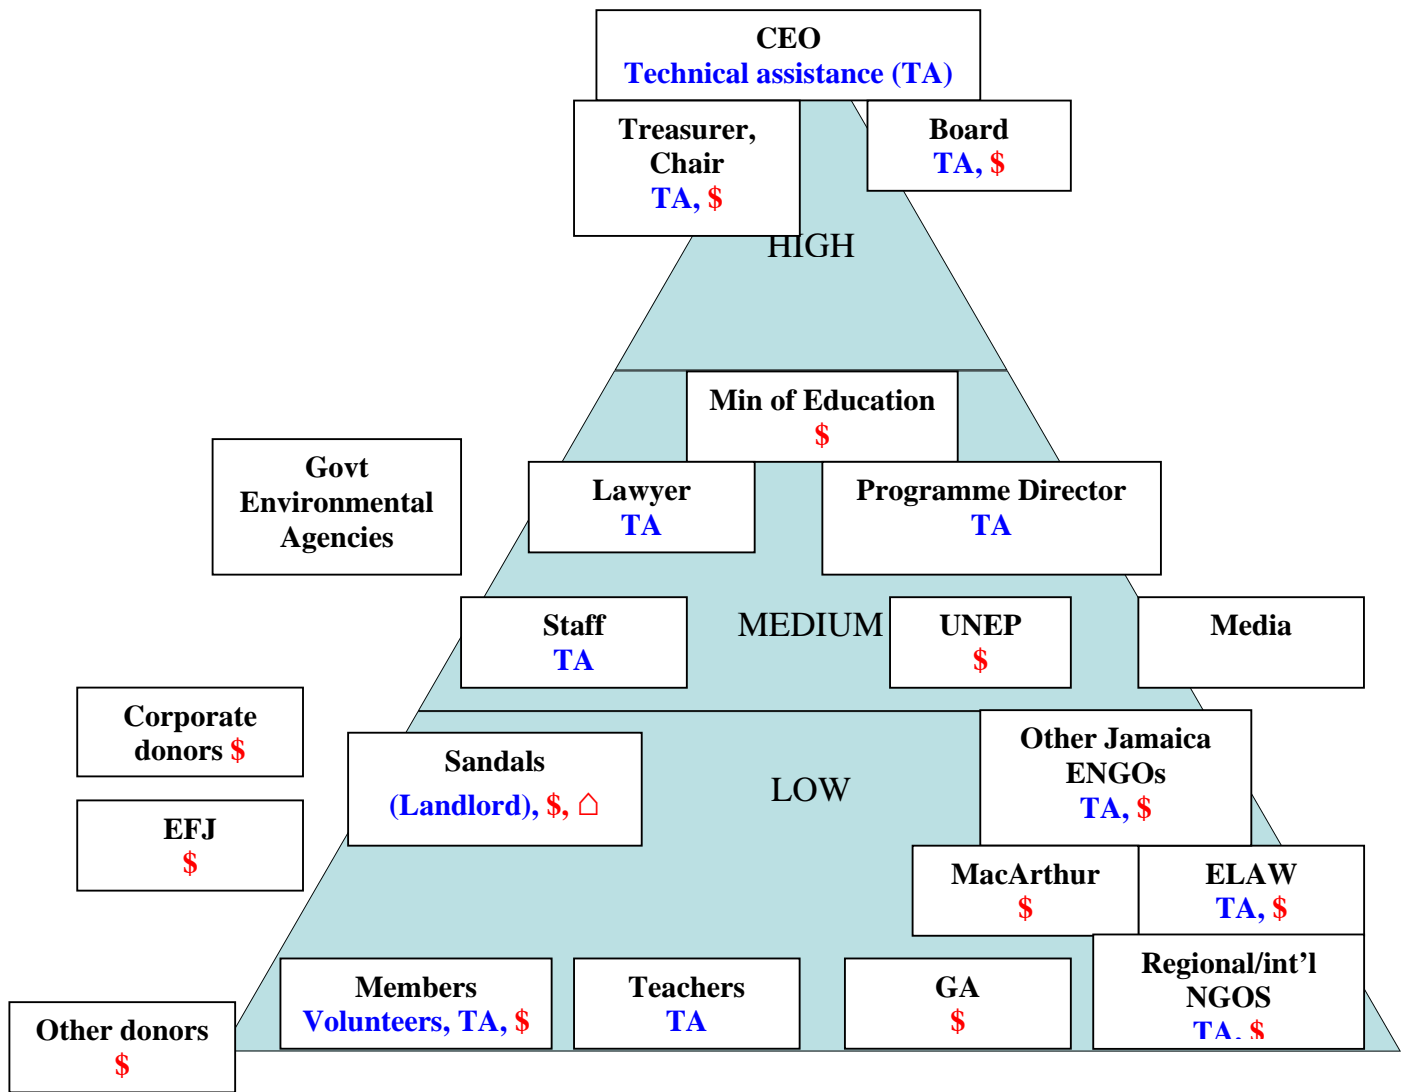 CEO
Technical assistance (TA)
Treasurer,
Chair
TA, $
Board
TA, $
HIGH
Min of Education
$
Govt
Environmental
Agencies
Lawyer
TA
Programme Director
TA
Staff
TA
MEDIUM
UNEP
$
Media
Corporate
donors $
Sandals
(Landlord), $, ⌂
LOW
Other Jamaica
ENGOs
TA, $
EFJ
$
MacArthur
$
ELAW
TA, $
Members
Volunteers, TA, $
Teachers
TA
GA
$
Regional/int'l
NGOS
TA, $
Other donors
$